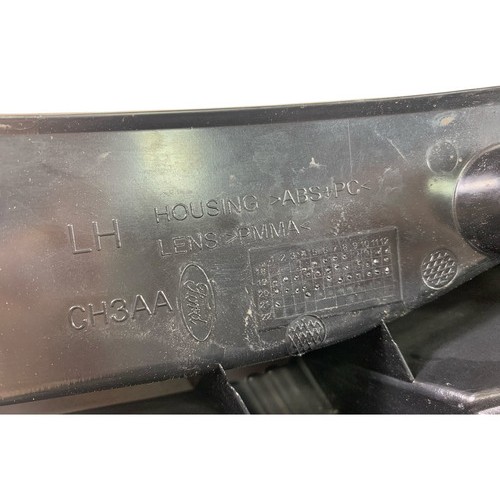 LH
HOUSING >ABS+PC<
LENS >PMMA<
CH3AA Ford